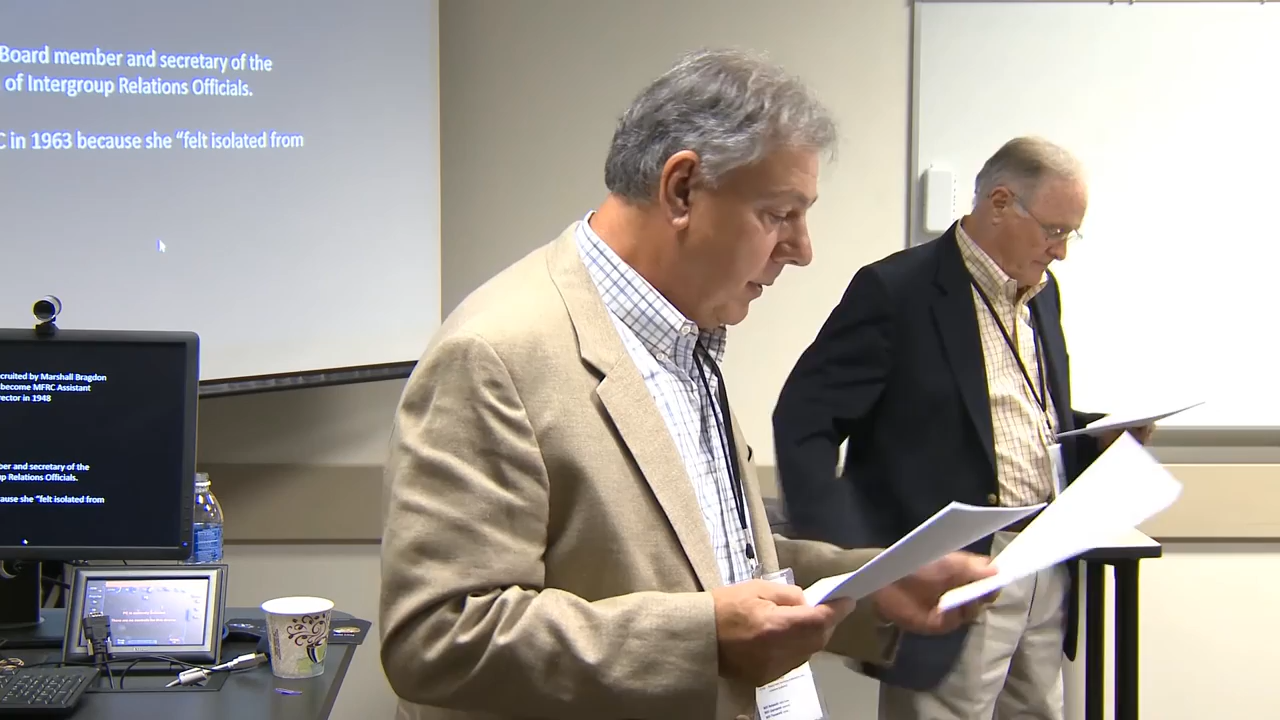 Board member and secretary of the
of Intergroup Relations Officials.
C in 1963 because she “felt isolated from
cruited by Marshall Bragdon
become MFRC Assistant
rector in 1948
ber and secretary of the
p Relations Officials.
ause she “felt isolated from